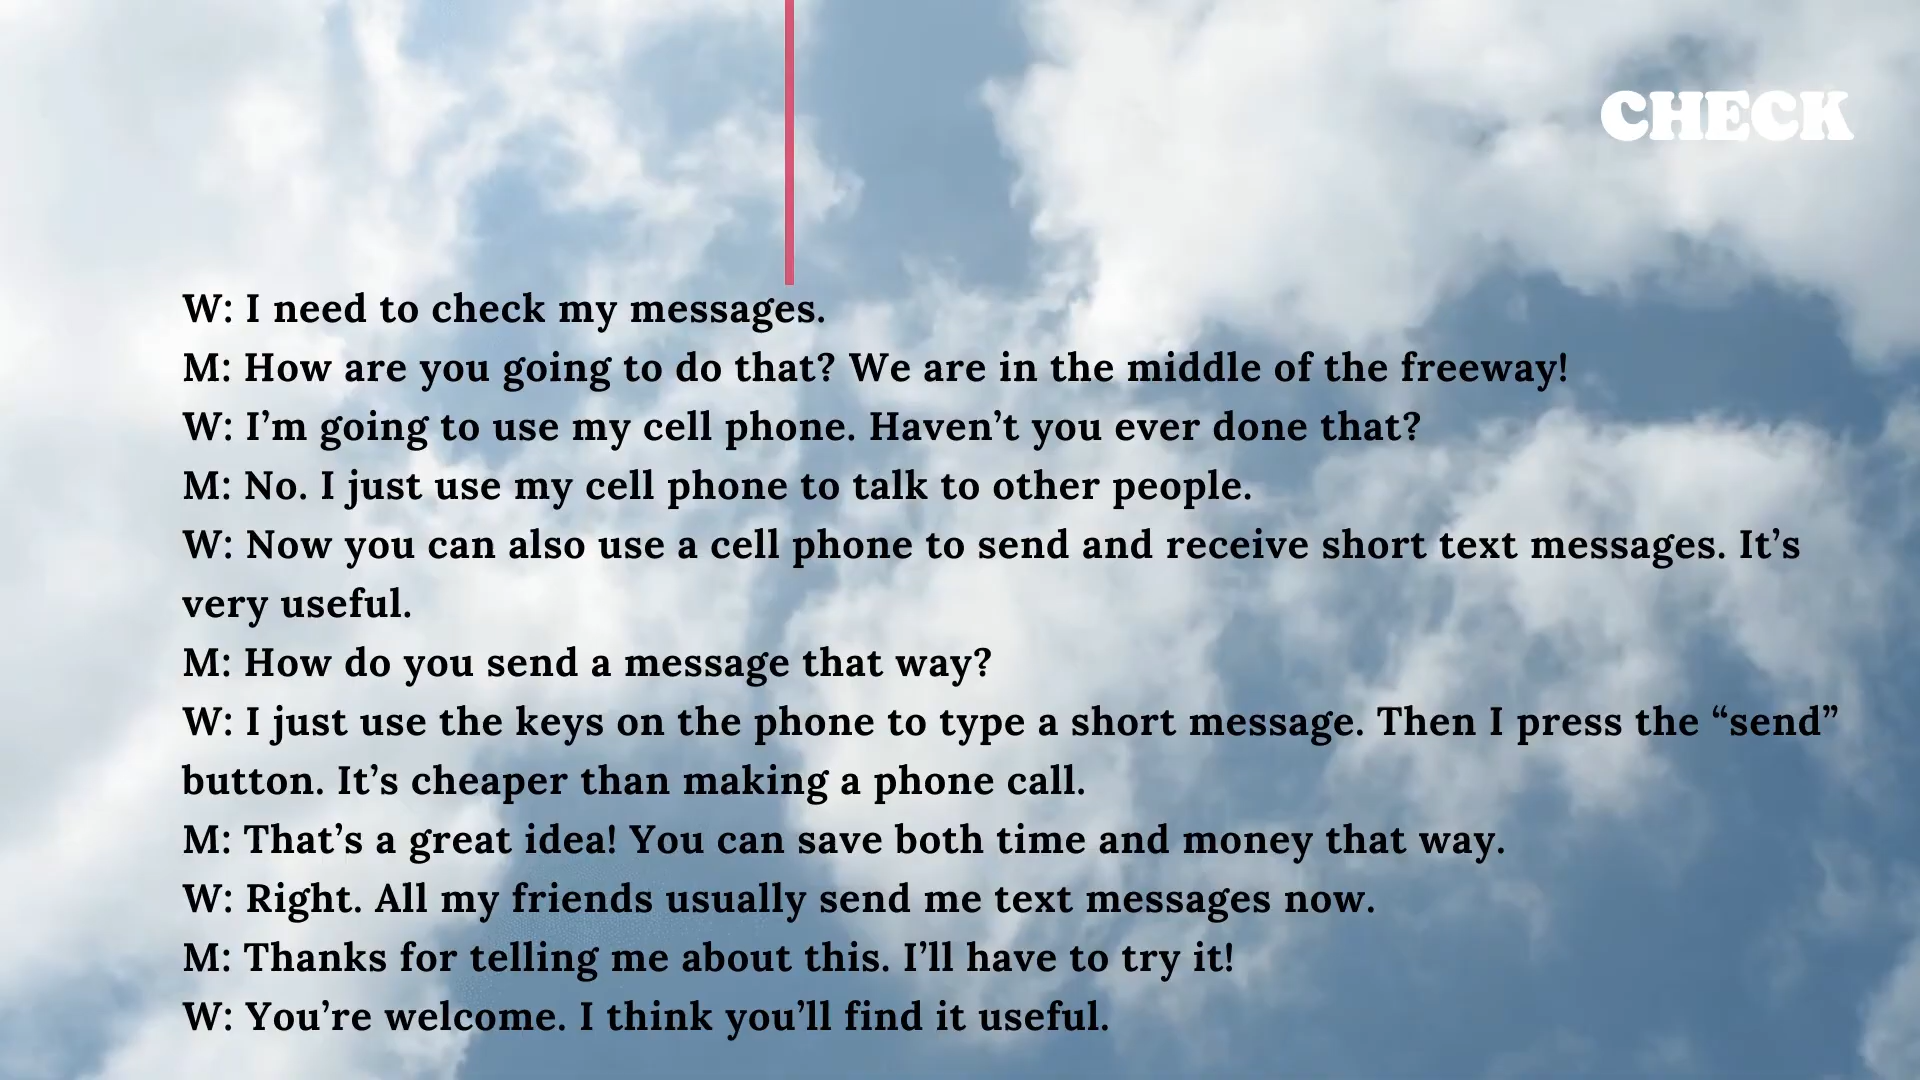 CHECK
W: I need to check my messages.
M: How are you going to do that? We are in the middle of the freeway!
W: I’m going to use my cell phone. Haven’t you ever done that?
M: No. I just use my cell phone to talk to other people.
W: Now you can also use a cell phone to send and receive short text messages. It’s
very useful.
M: How do you send a message that way?
W: I just use the keys on the phone to type a short message. Then I press the “send”
button. It’s cheaper than making a phone call.
M: That’s a great idea! You can save both time and money that way.
W: Right. All my friends usually send me text messages now.
M: Thanks for telling me about this. I’ll have to try it!
W: You’re welcome. I think you’ll find it useful.